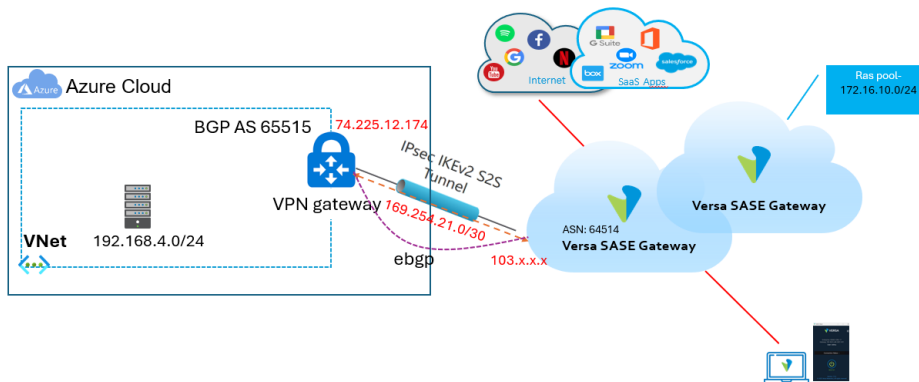 Azure
Azure Cloud
BGP AS 65515
74.225.12.174
VPN gateway
192.168.4.0/24
VNet
IPsec IKEv2 S2S
Tunnel
169.254.21.0/30
ebgp
103.x.x.x
You
Tube
Internet
G Suite
zoom
salesforce
box
SaaS Apps
Ras pool-
172.16.10.0/24
Versa SASE Gateway
ASN: 64514
Versa SASE Gateway